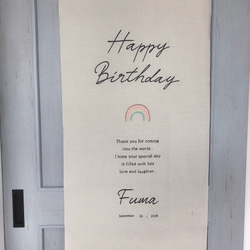 Happy
Birthday
Thank you for coming
into the world
I hope your special day
is filled with lots
love and laughter.
Fuma
September